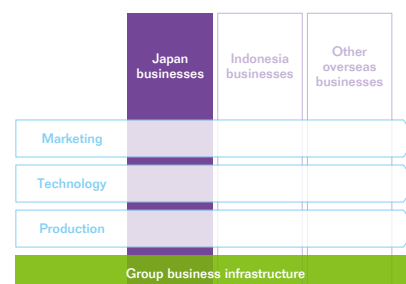 Japan
businesses
Indonesia
businesses
Other
overseas
businesses
Marketing
Technology
Production
Group business infrastructure